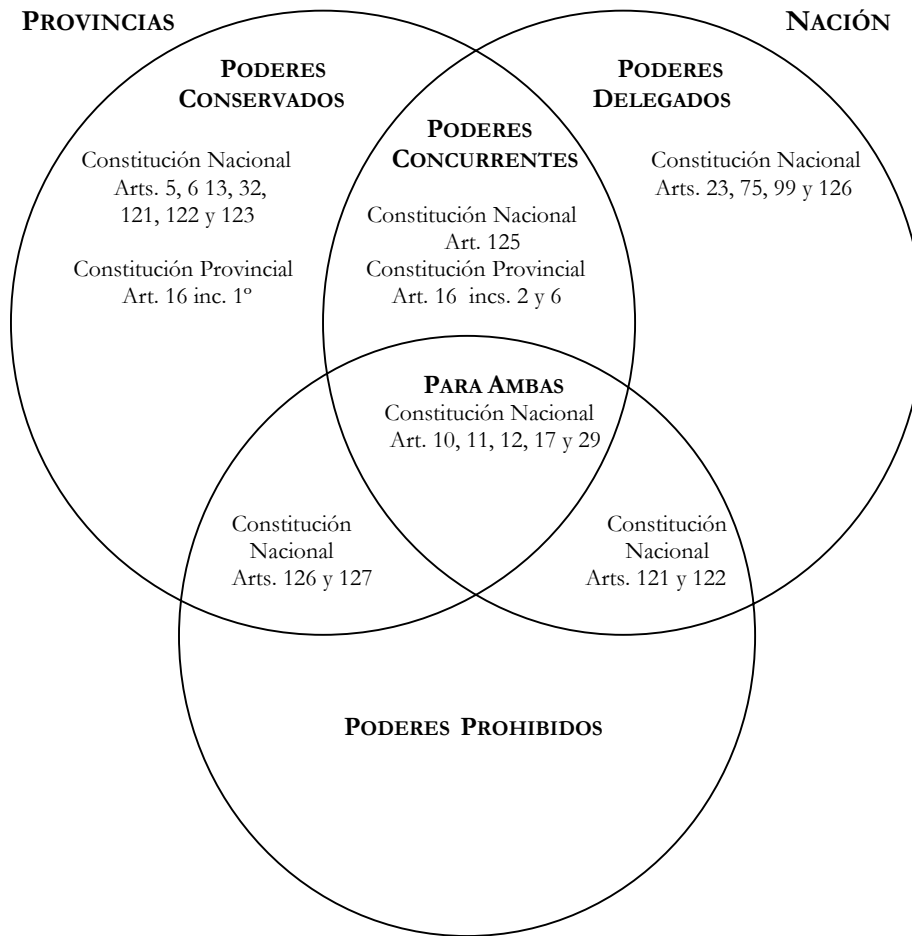 PROVINCIAS
NACIÓN
PODERES
CONSERVADOS
Constitución Nacional
Arts. 5, 6 13, 32,
121, 122 y 123
Constitución Provincial
Art. 16 inc. 1º
PODERES
CONCURRENTES
Constitución Nacional
Art. 125
Constitución Provincial
Art. 16 incs. 2 y 6
PODERES
DELEGADOS
Constitución Nacional
Arts. 23, 75, 99 y 126
PARA AMBAS
Constitución Nacional
Art. 10, 11, 12, 17 y 29
Constitución
Nacional
Arts. 126 y 127
Constitución
Nacional
Arts. 121 y 122
PODERES PROHIBIDOS